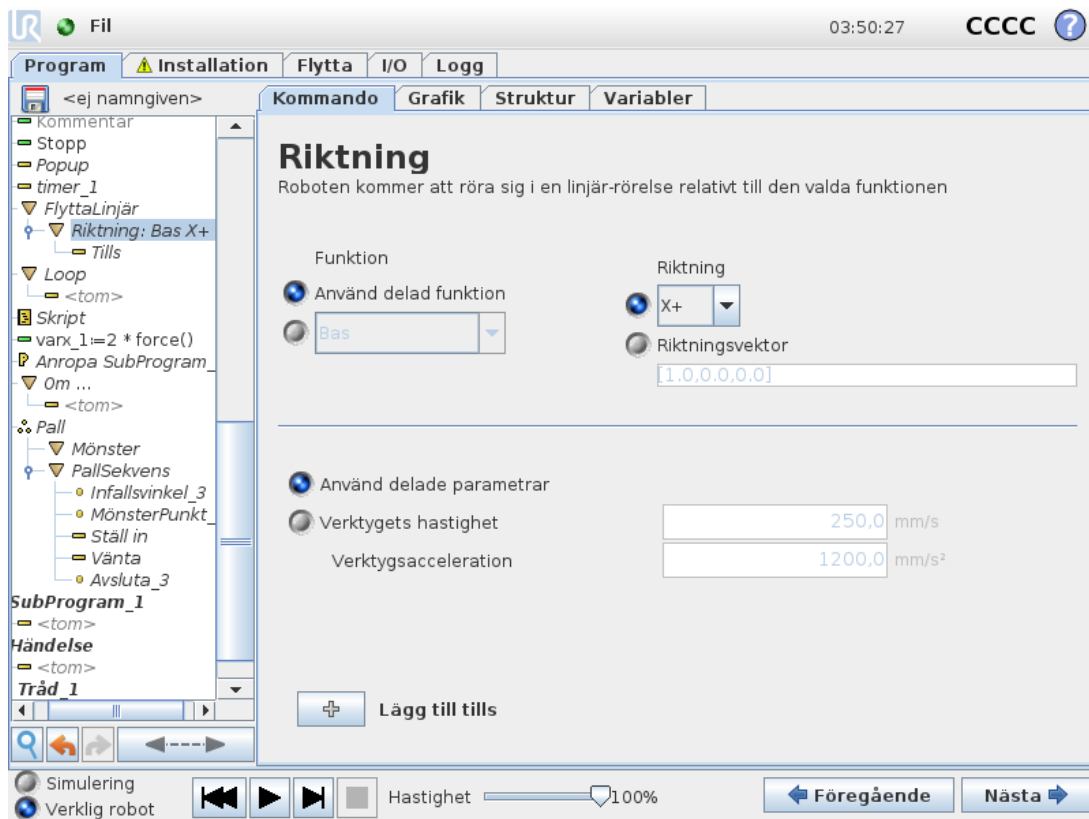 UR Fil 03:50:27 CCCC ?
Program Installation Flytta I/O Logg
<ej namngiven>
Kommando Grafik Struktur Variabler
Kommentar
Stopp
Popup
timer_1
FlyttaLinjär
Riktning: Bas X+
Tills
Loop
<tom>
Skript
varx_1:=2 * force()
Anropa SubProgram_
Om ...
<tom>
Pall
Mönster
PallSekvens
Infallsvinkel_3
MönsterPunkt_
Ställ in
Vänta
Avsluta_3
SubProgram_1
<tom>
Händelse
<tom>
Tråd_1
Riktning
Roboten kommer att röra sig i en linjär-rörelse relativt till den valda funktionen
Funktion
Använd delad funktion
Bas
Riktning
X+
Riktningsvektor
[1.0,0.0,0.0]
Använd delade parametrar
Verktygets hastighet 250,0 mm/s
Verktygsacceleration 1200,0 mm/s²
Lägg till tills
Simulering
Verklig robot
Hastighet 100%
Föregående Nästa